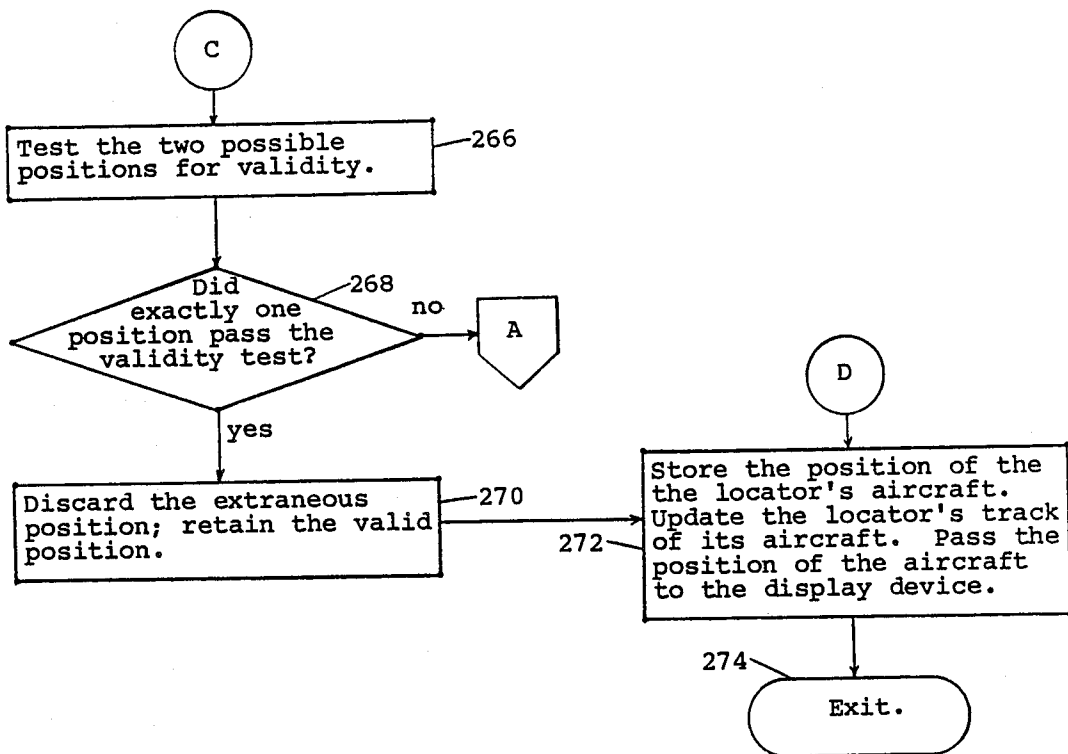 C
Test the two possible
positions for validity.
266
Did
exactly one
position pass the
validity test?
268
no
A
yes
Discard the extraneous
position; retain the valid
position.
270
D
Store the position of the
the locator's aircraft.
Update the locator's track
of its aircraft. Pass the
position of the aircraft
to the display device.
272
274
Exit.